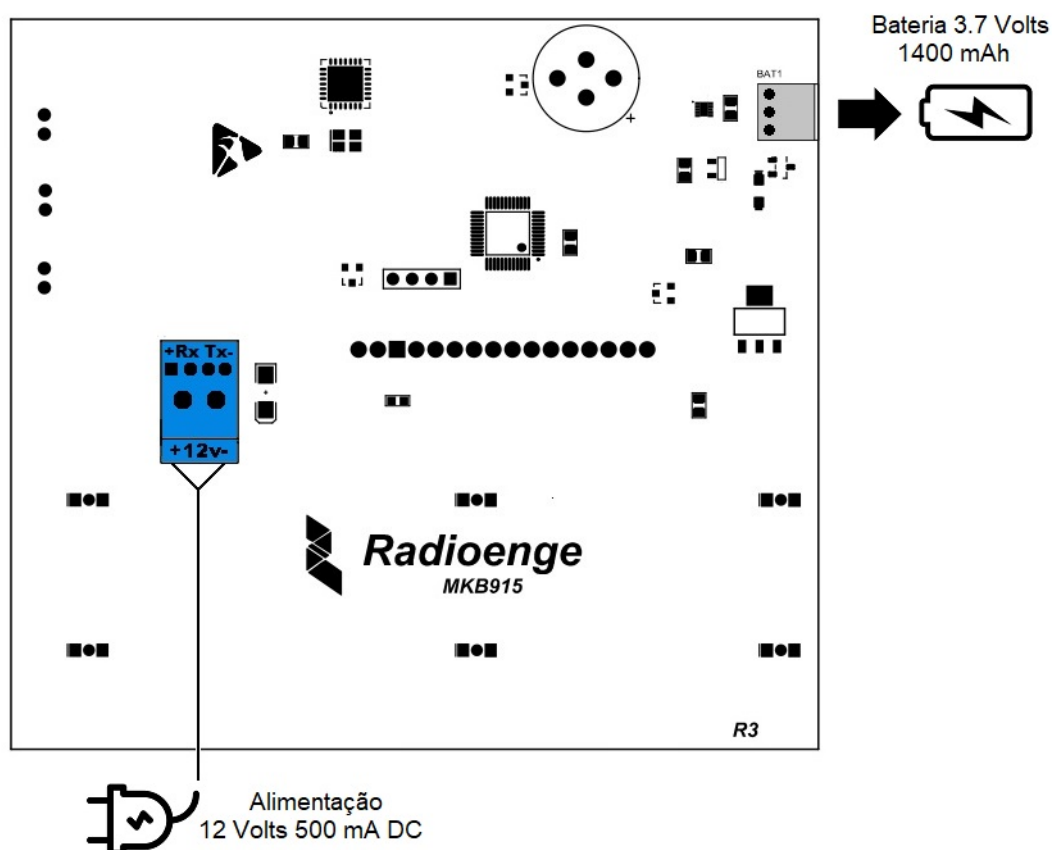 Bateria 3.7 Volts
1400 mAh
BAT1
+
+Rx Tx-
+12v-
Radioenge
MKB915
R3
Alimentação
12 Volts 500 mA DC